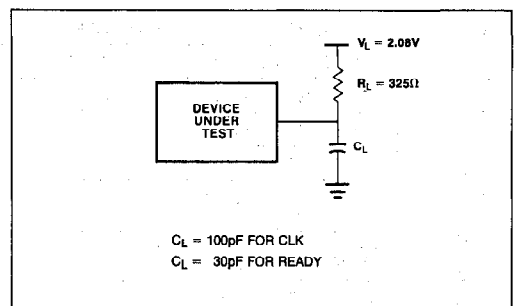 V_L = 2.08V
R_L = 325Ω
DEVICE
UNDER
TEST
C_L
C_L = 100pF FOR CLK
C_L = 30pF FOR READY